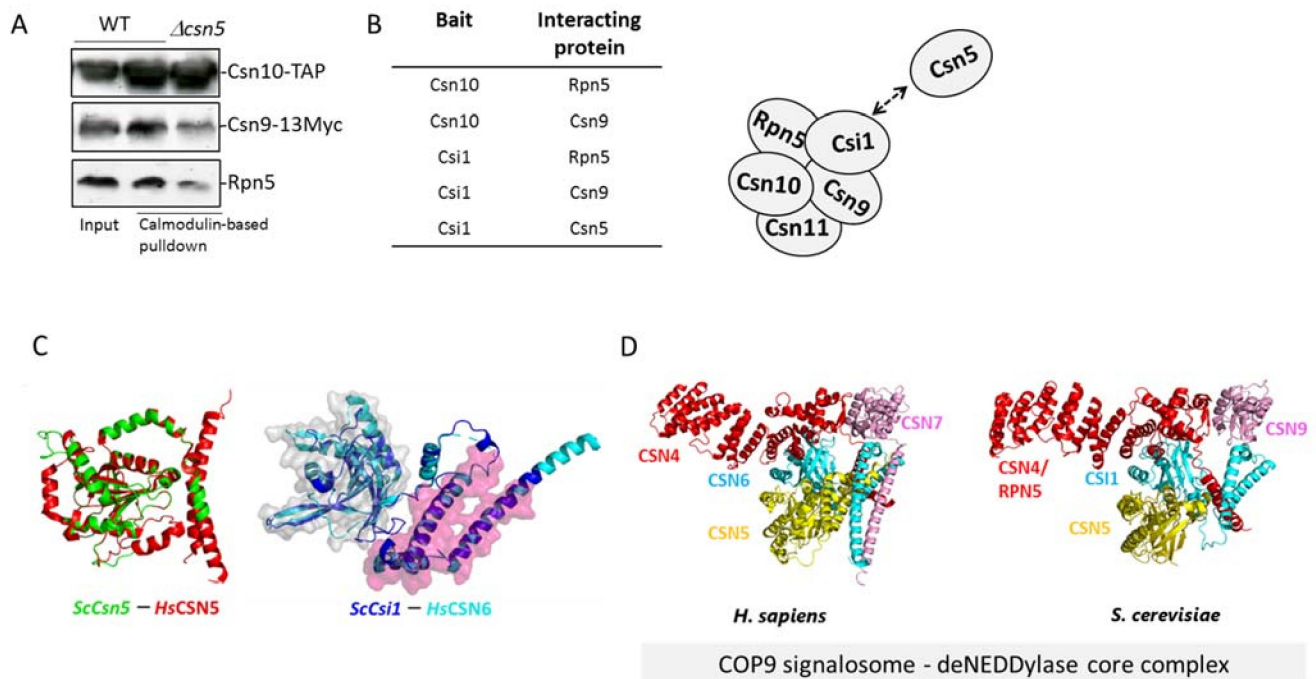 A
WT
Δcsn5
-Csn10-TAP
-Csn9-13Myc
-Rpn5
Input
Calmodulin-based
pulldown
B
Bait
Interacting
protein
Csn10 Rpn5
Csn10 Csn9
Csi1 Rpn5
Csi1 Csn9
Csi1 Csn5
Csn5
Rpn5
Csi1
Csn10
Csn9
Csn11
C
ScCsn5 – HsCSN5
ScCsi1 – HsCSN6
D
CSN7
CSN4
CSN6
CSN5
H. sapiens
CSN9
CSN4/
RPN5
CSI1
CSN5
S. cerevisiae
COP9 signalosome - deNEDDylase core complex